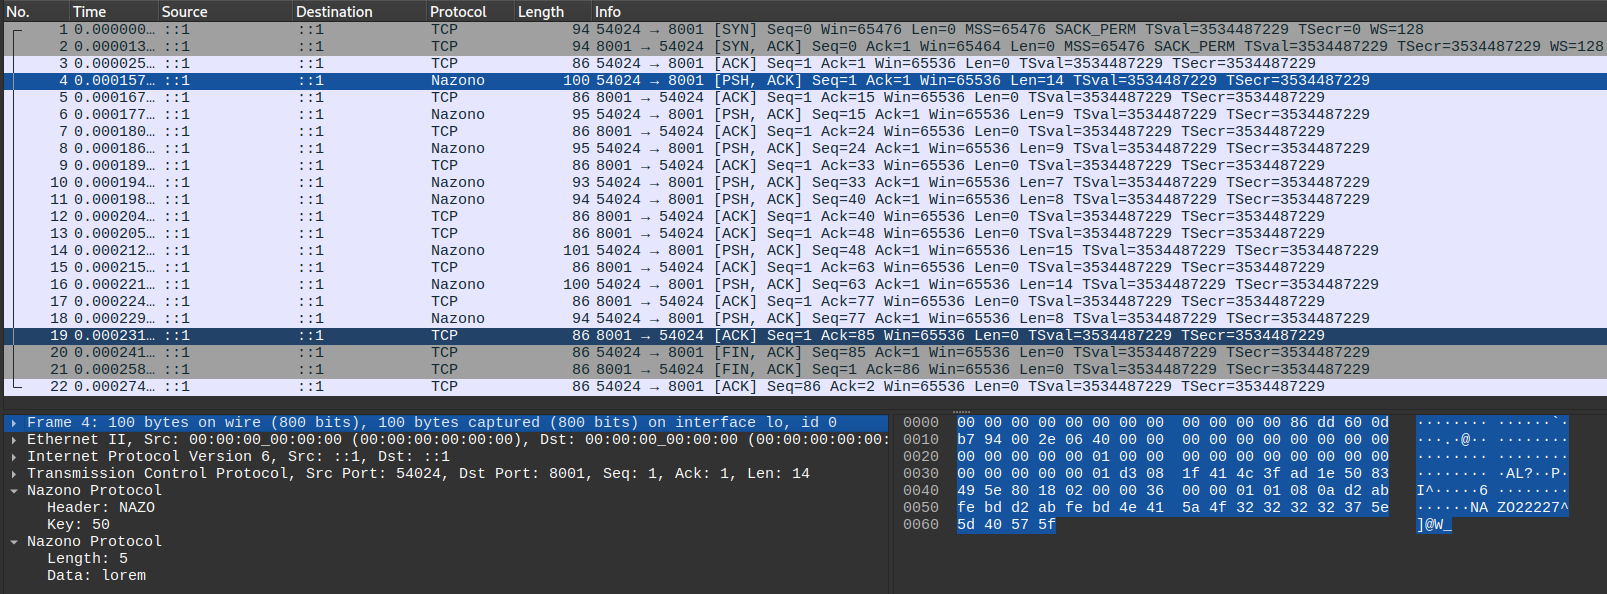 No. Time Source Destination Protocol Length Info
1 0.000000… ::1 ::1 TCP 94 54024 → 8001 [SYN] Seq=0 Win=65476 Len=0 MSS=65476 SACK_PERM TSval=3534487229 TSecr=0 WS=128
2 0.000013… ::1 ::1 TCP 94 8001 → 54024 [SYN, ACK] Seq=0 Ack=1 Win=65464 Len=0 MSS=65476 SACK_PERM TSval=3534487229 TSecr=3534487229 WS=128
3 0.000025… ::1 ::1 TCP 86 54024 → 8001 [ACK] Seq=1 Ack=1 Win=65536 Len=0 TSval=3534487229 TSecr=3534487229
4 0.000157… ::1 ::1 Nazono 100 54024 → 8001 [PSH, ACK] Seq=1 Ack=1 Win=65536 Len=14 TSval=3534487229 TSecr=3534487229
5 0.000167… ::1 ::1 TCP 86 8001 → 54024 [ACK] Seq=1 Ack=15 Win=65536 Len=0 TSval=3534487229 TSecr=3534487229
6 0.000177… ::1 ::1 Nazono 95 54024 → 8001 [PSH, ACK] Seq=15 Ack=1 Win=65536 Len=9 TSval=3534487229 TSecr=3534487229
7 0.000180… ::1 ::1 TCP 86 8001 → 54024 [ACK] Seq=1 Ack=24 Win=65536 Len=0 TSval=3534487229 TSecr=3534487229
8 0.000186… ::1 ::1 Nazono 95 54024 → 8001 [PSH, ACK] Seq=24 Ack=1 Win=65536 Len=9 TSval=3534487229 TSecr=3534487229
9 0.000189… ::1 ::1 TCP 86 8001 → 54024 [ACK] Seq=1 Ack=33 Win=65536 Len=0 TSval=3534487229 TSecr=3534487229
10 0.000194… ::1 ::1 Nazono 93 54024 → 8001 [PSH, ACK] Seq=33 Ack=1 Win=65536 Len=7 TSval=3534487229 TSecr=3534487229
11 0.000198… ::1 ::1 Nazono 94 54024 → 8001 [PSH, ACK] Seq=40 Ack=1 Win=65536 Len=8 TSval=3534487229 TSecr=3534487229
12 0.000204… ::1 ::1 TCP 86 8001 → 54024 [ACK] Seq=1 Ack=40 Win=65536 Len=0 TSval=3534487229 TSecr=3534487229
13 0.000205… ::1 ::1 TCP 86 8001 → 54024 [ACK] Seq=1 Ack=48 Win=65536 Len=0 TSval=3534487229 TSecr=3534487229
14 0.000212… ::1 ::1 Nazono 101 54024 → 8001 [PSH, ACK] Seq=48 Ack=1 Win=65536 Len=15 TSval=3534487229 TSecr=3534487229
15 0.000215… ::1 ::1 TCP 86 8001 → 54024 [ACK] Seq=1 Ack=63 Win=65536 Len=0 TSval=3534487229 TSecr=3534487229
16 0.000221… ::1 ::1 Nazono 100 54024 → 8001 [PSH, ACK] Seq=63 Ack=1 Win=65536 Len=14 TSval=3534487229 TSecr=3534487229
17 0.000224… ::1 ::1 TCP 86 8001 → 54024 [ACK] Seq=1 Ack=77 Win=65536 Len=0 TSval=3534487229 TSecr=3534487229
18 0.000229… ::1 ::1 Nazono 94 54024 → 8001 [PSH, ACK] Seq=77 Ack=1 Win=65536 Len=8 TSval=3534487229 TSecr=3534487229
19 0.000231… ::1 ::1 TCP 86 8001 → 54024 [ACK] Seq=1 Ack=85 Win=65536 Len=0 TSval=3534487229 TSecr=3534487229
20 0.000241… ::1 ::1 TCP 86 54024 → 8001 [FIN, ACK] Seq=85 Ack=1 Win=65536 Len=0 TSval=3534487229 TSecr=3534487229
21 0.000258… ::1 ::1 TCP 86 8001 → 54024 [FIN, ACK] Seq=1 Ack=86 Win=65536 Len=0 TSval=3534487229 TSecr=3534487229
22 0.000274… ::1 ::1 TCP 86 54024 → 8001 [ACK] Seq=86 Ack=2 Win=65536 Len=0 TSval=3534487229 TSecr=3534487229
Frame 4: 100 bytes on wire (800 bits), 100 bytes captured (800 bits) on interface lo, id 0
Ethernet II, Src: 00:00:00_00:00:00 (00:00:00:00:00:00), Dst: 00:00:00_00:00:00 (00:00:00:00:00:
Internet Protocol Version 6, Src: ::1, Dst: ::1
Transmission Control Protocol, Src Port: 54024, Dst Port: 8001, Seq: 1, Ack: 1, Len: 14
Nazono Protocol
Header: NAZO
Key: 50
Nazono Protocol
Length: 5
Data: lorem
0000 00 00 00 00 00 00 00 00 00 00 00 00 86 dd 60 0d ········ ······`·
0010 b7 94 00 2e 06 40 00 00 00 00 00 00 00 00 00 00 ···.·@·· ········
0020 00 00 00 00 00 01 00 00 00 00 00 00 00 00 00 00 ········ ········
0030 00 00 00 00 00 01 d3 08 1f 41 4c 3f ad 1e 50 83 ········ ·AL?··P·
0040 49 5e 80 18 02 00 00 36 00 00 01 01 08 0a d2 ab I^·····6 ········
0050 fe bd d2 ab fe bd 4e 41 5a 4f 32 32 32 32 37 5e ······NA ZO22227^
0060 5d 40 57 5f ]@W_